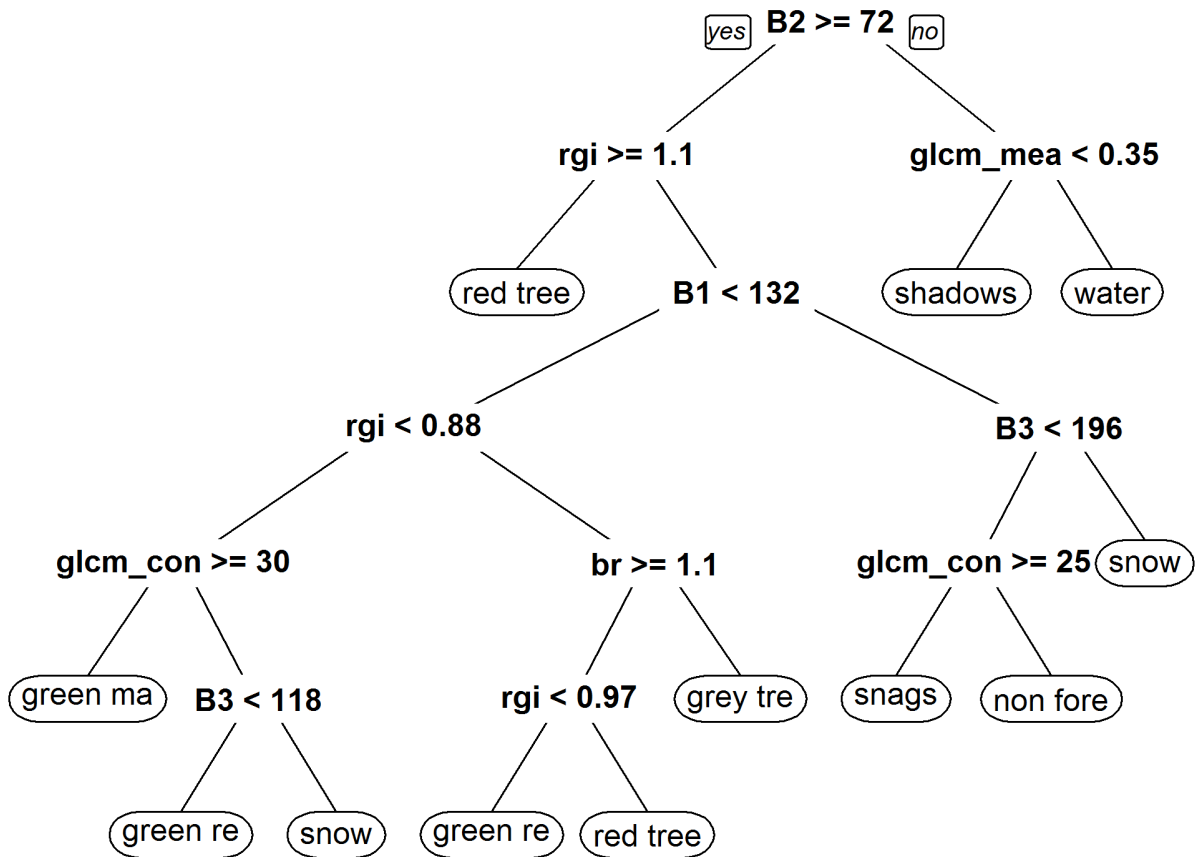 yes B2 >= 72 no
rgi >= 1.1 glcm_mea < 0.35
red tree B1 < 132 shadows water
rgi < 0.88 B3 < 196
glcm_con >= 30 br >= 1.1 glcm_con >= 25 snow
green ma B3 < 118 rgi < 0.97 grey tre snags non fore
green re snow green re red tree